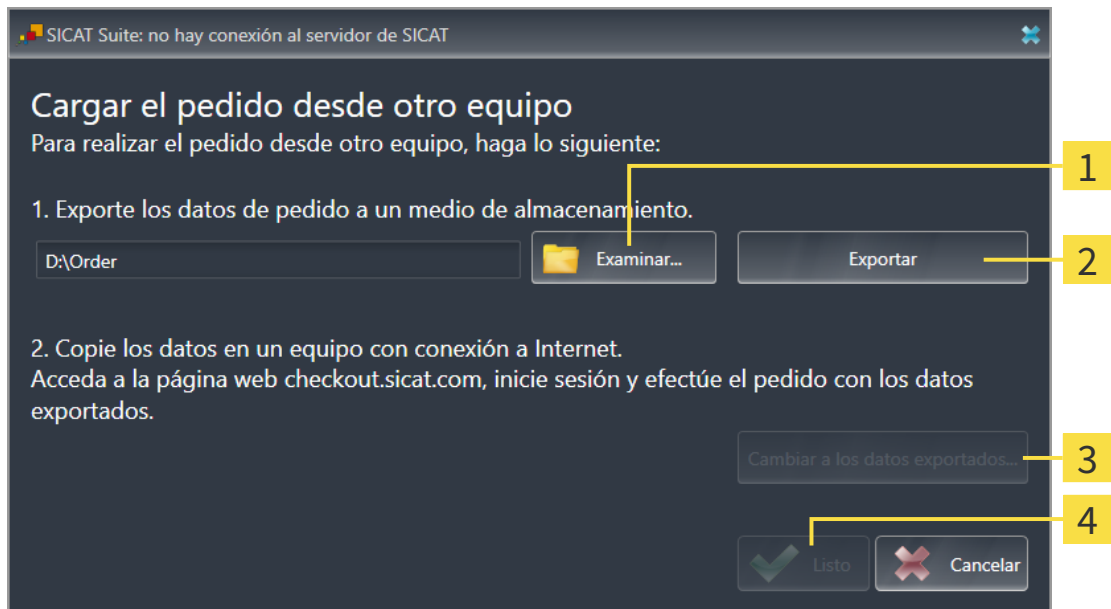 SICAT Suite: no hay conexión al servidor de SICAT
Cargar el pedido desde otro equipo
Para realizar el pedido desde otro equipo, haga lo siguiente:
1
1. Exporte los datos de pedido a un medio de almacenamiento.
D:\Order
Examinar...
Exportar
2
2. Copie los datos en un equipo con conexión a Internet.
Acceda a la página web checkout.sicat.com, inicie sesión y efectúe el pedido con los datos
exportados.
Cambiar a los datos exportados...
3
4
Listo
Cancelar